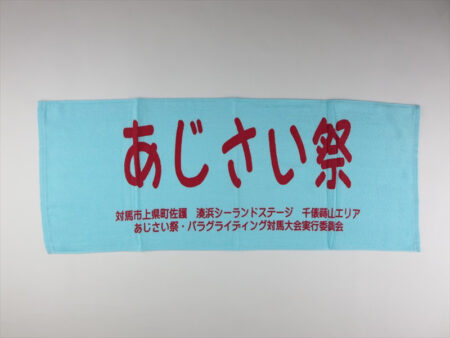 あじさい祭
対馬市上県町佐護　湊浜シーランドステージ　千俵蒔山エリア
あじさい祭・パラグライディング対馬大会実行委員会